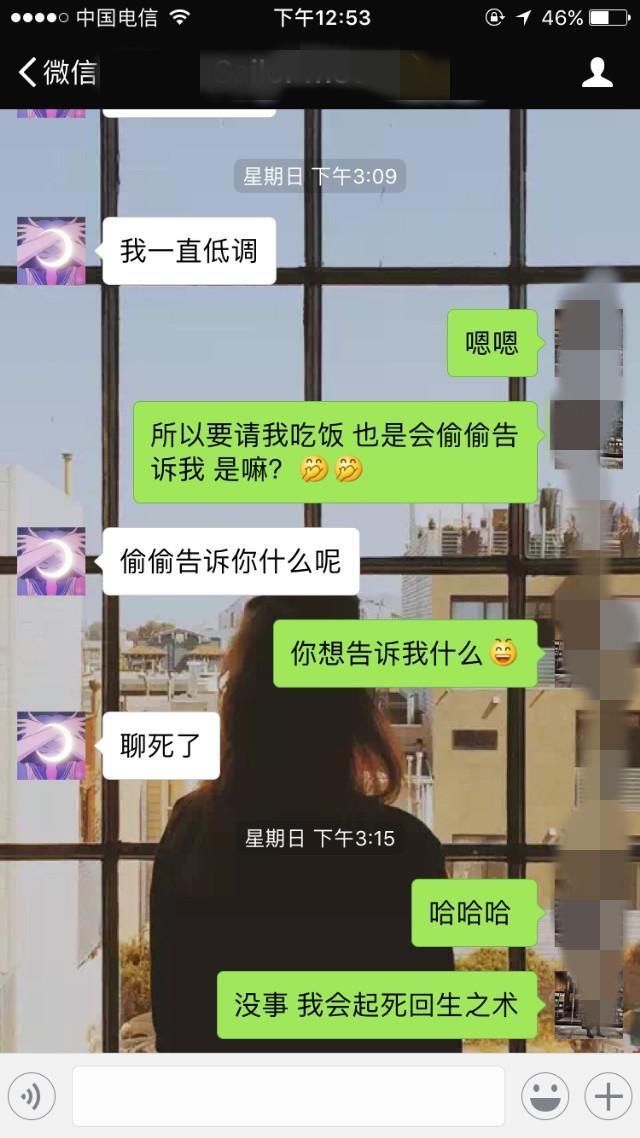 中国电信 下午12:53 46%
微信
星期日 下午3:09
我一直低调
嗯嗯
所以要请我吃饭 也是会偷偷告
诉我 是嘛？🤭🤭
偷偷告诉你什么呢
你想告诉我什么😄
聊死了
星期日 下午3:15
哈哈哈
没事 我会起死回生之术